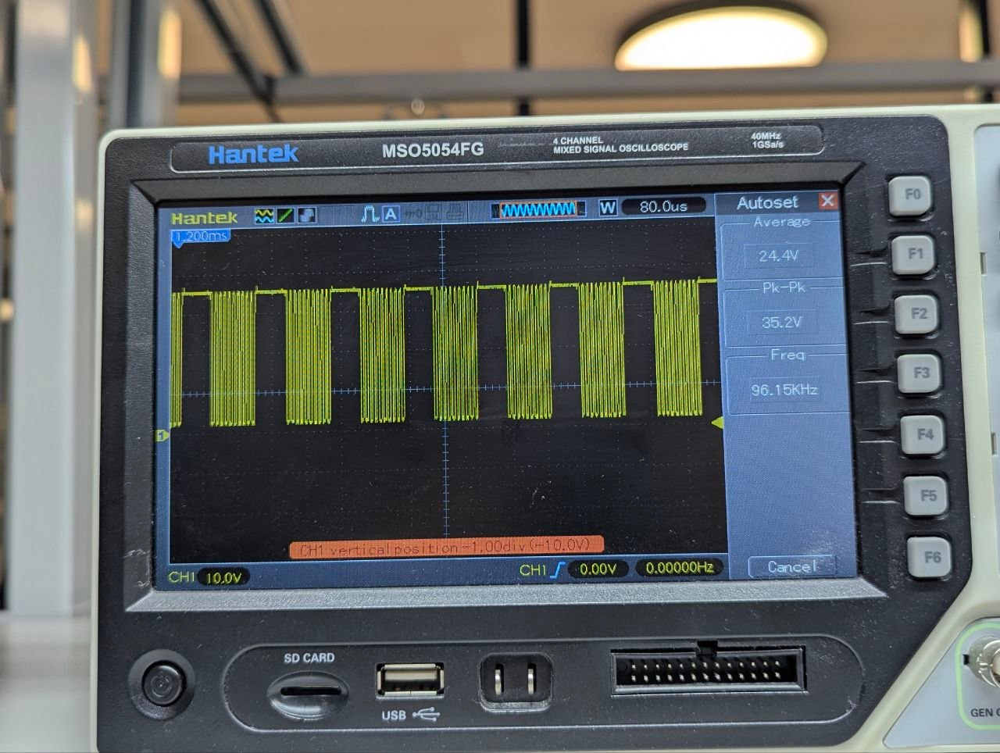 Hantek
MSO5054FG
4 CHANNEL
MIXED SIGNAL OSCILLOSCOPE
40MHz
1GSa/s
Hantek
A
W
80.0us
Autoset
1.200ms
Average
24.4V
Pk-Pk
35.2V
Freq
96.15KHz
1
CH1 vertical position -1.00div(-10.0V)
CH1 10.0V
CH1
0.00V
0.00000Hz
Cancel
F0
F1
F2
F3
F4
F5
F6
SD CARD
USB
GEN